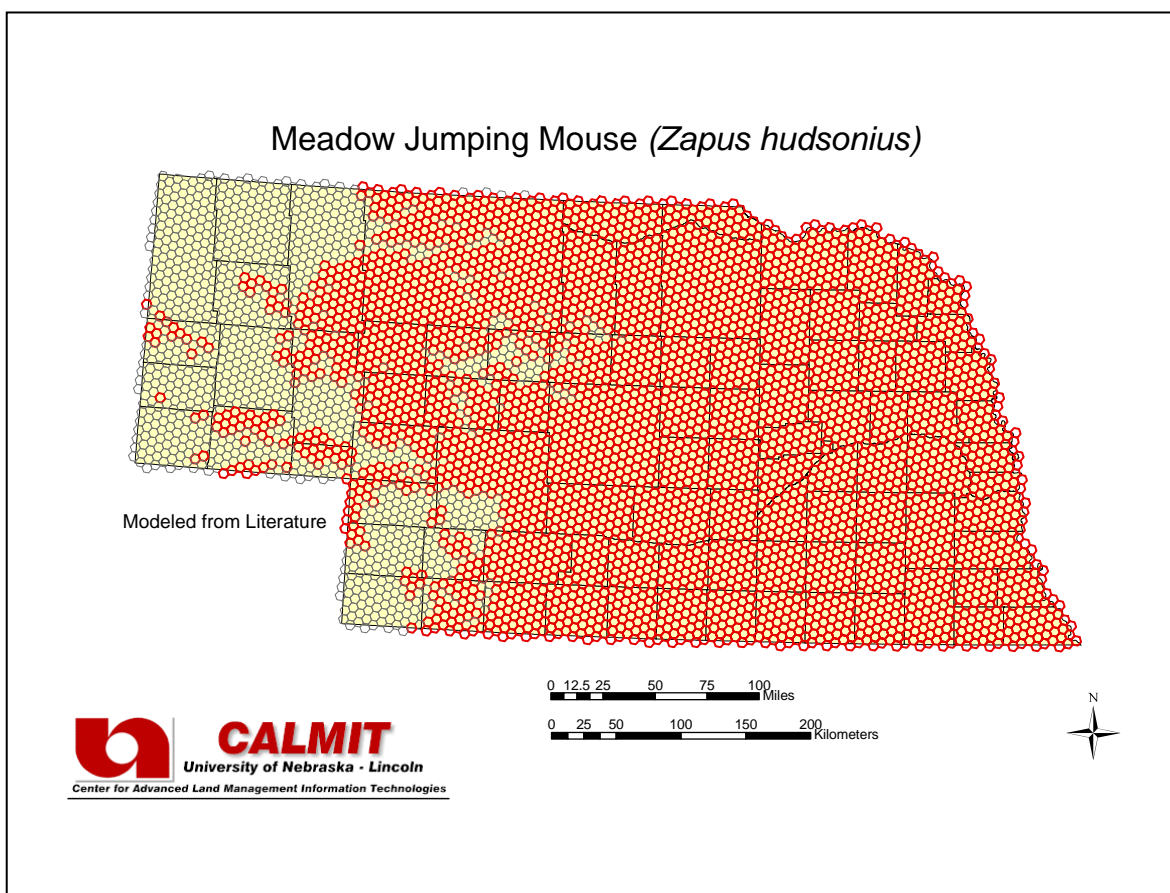 Meadow Jumping Mouse (Zapus hudsonius)
Modeled from Literature
0 12.5 25 50 75 100
Miles
0 25 50 100 150 200
Kilometers
N
CALMIT
University of Nebraska - Lincoln
Center for Advanced Land Management Information Technologies